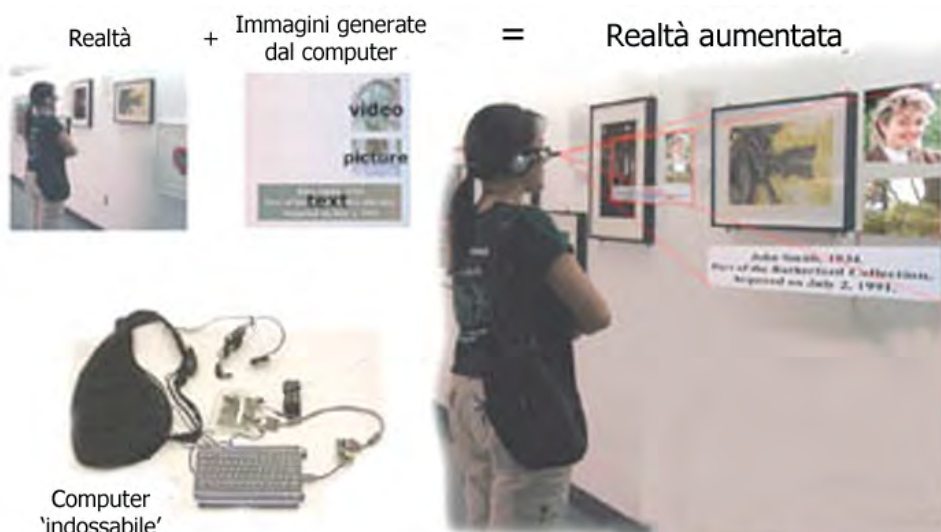 Realtà
+
Immagini generate
dal computer
=
Realtà aumentata
video
picture
text
John Smith, 1934.
Part of the Rutherford Collection.
Acquired on July 2, 1991.
Computer
'indossabile'